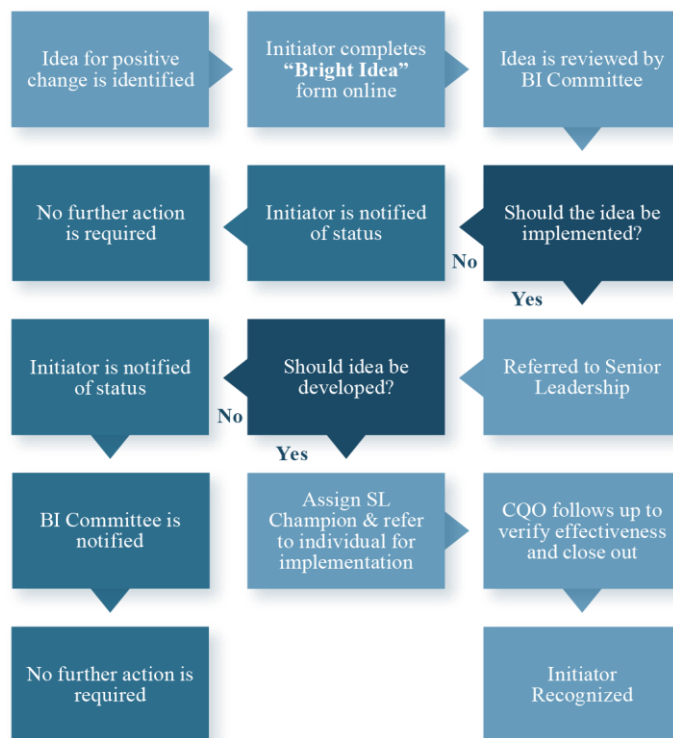 Idea for positive
change is identified
Initiator completes
“Bright Idea”
form online
Idea is reviewed by
BI Committee
No further action
is required
Initiator is notified
of status
Should the idea be
implemented?
No
Yes
Initiator is notified
of status
Should idea be
developed?
Referred to Senior
Leadership
No
Yes
BI Committee is
notified
Assign SL
Champion & refer
to individual for
implementation
CQO follows up to
verify effectiveness
and close out
No further action is
required
Initiator
Recognized